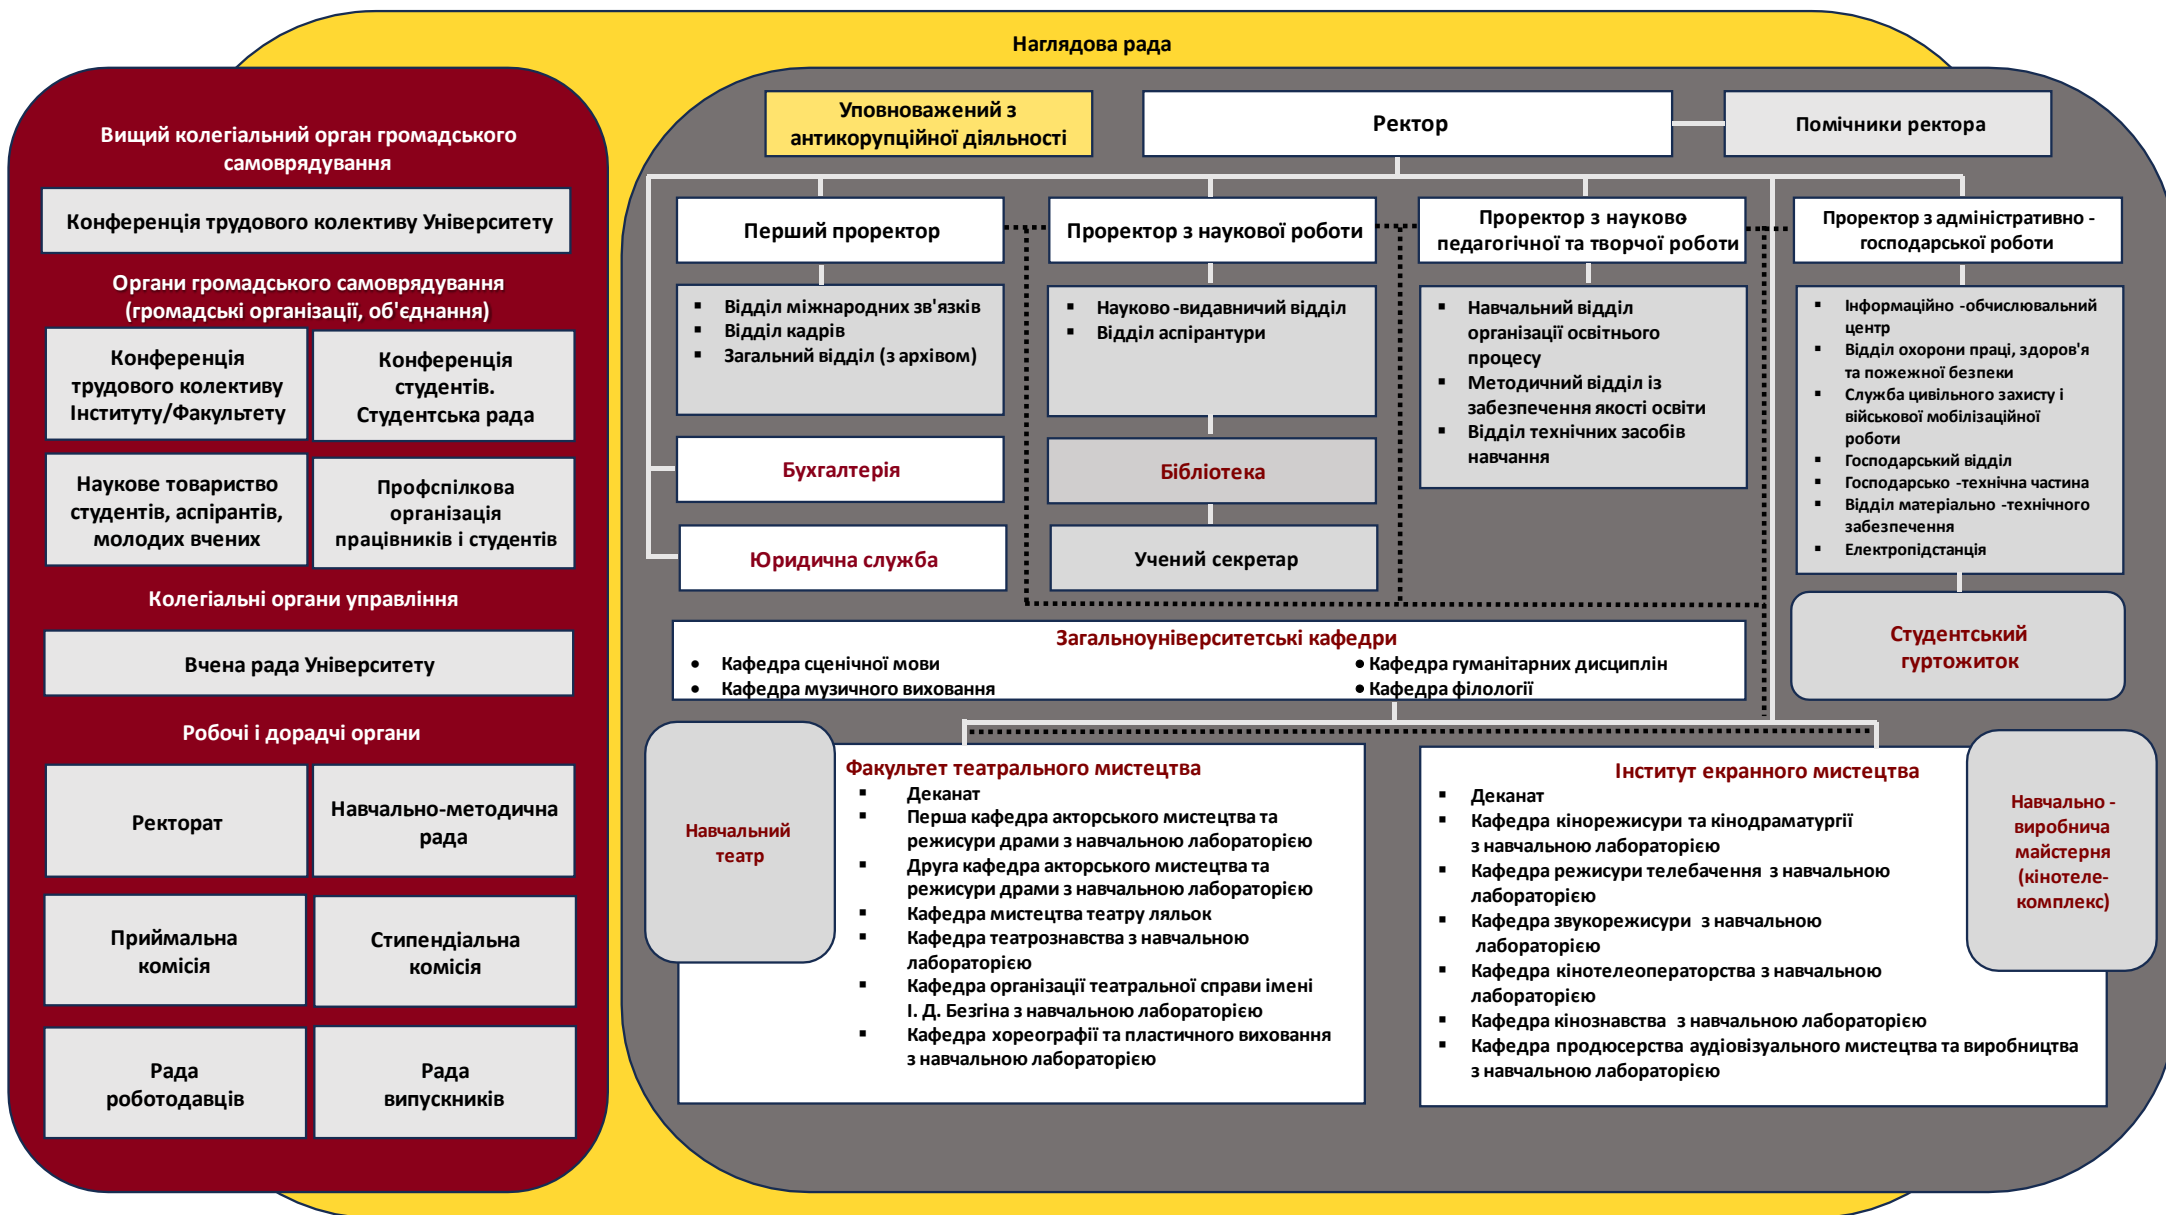 Наглядова рада
Вищий колегіальний орган громадського
самоврядування
Конференція трудового колективу Університету
Органи громадського самоврядування
(громадські організації, об'єднання)
Конференція
трудового колективу
Інституту/Факультету
Конференція
студентів.
Студентська рада
Наукове товариство
студентів, аспірантів,
молодих вчених
Профспілкова
організація
працівників і студентів
Колегіальні органи управління
Вчена рада Університету
Робочі і дорадчі органи
Ректорат
Навчально-методична
рада
Приймальна
комісія
Стипендіальна
комісія
Рада
роботодавців
Рада
випускників
Уповноважений з
антикорупційної діяльності
Ректор
Помічники ректора
Перший проректор
Проректор з наукової роботи
Проректор з науково-
педагогічної та творчої роботи
Проректор з адміністративно -
господарської роботи
▪ Відділ міжнародних зв'язків
▪ Відділ кадрів
▪ Загальний відділ (з архівом)
▪ Науково -видавничий відділ
▪ Відділ аспірантури
▪ Навчальний відділ
організації освітнього
процесу
▪ Методичний відділ із
забезпечення якості освіти
▪ Відділ технічних засобів
навчання
▪ Інформаційно -обчислювальний
центр
▪ Відділ охорони праці, здоров'я
та пожежної безпеки
▪ Служба цивільного захисту і
військової мобілізаційної
роботи
▪ Господарський відділ
▪ Господарсько -технічна частина
▪ Відділ матеріально -технічного
забезпечення
▪ Електропідстанція
Бухгалтерія
Бібліотека
Юридична служба
Учений секретар
Студентський
гуртожиток
Загальноуніверситетські кафедри
• Кафедра сценічної мови
• Кафедра музичного виховання
• Кафедра гуманітарних дисциплін
• Кафедра філології
Навчальний
театр
Факультет театрального мистецтва
▪ Деканат
▪ Перша кафедра акторського мистецтва та
режисури драми з навчальною лабораторією
▪ Друга кафедра акторського мистецтва та
режисури драми з навчальною лабораторією
▪ Кафедра мистецтва театру ляльок
▪ Кафедра театрознавства з навчальною
лабораторією
▪ Кафедра організації театральної справи імені
І. Д. Безгіна з навчальною лабораторією
▪ Кафедра хореографії та пластичного виховання
з навчальною лабораторією
Інститут екранного мистецтва
▪ Деканат
▪ Кафедра кінорежисури та кінодраматургії
з навчальною лабораторією
▪ Кафедра режисури телебачення з навчальною
лабораторією
▪ Кафедра звукорежисури з навчальною
лабораторією
▪ Кафедра кінотелеоператорства з навчальною
лабораторією
▪ Кафедра кінознавства з навчальною лабораторією
▪ Кафедра продюсерства аудіовізуального мистецтва та виробництва
з навчальною лабораторією
Навчально -
виробнича
майстерня
(кінотеле-
комплекс)